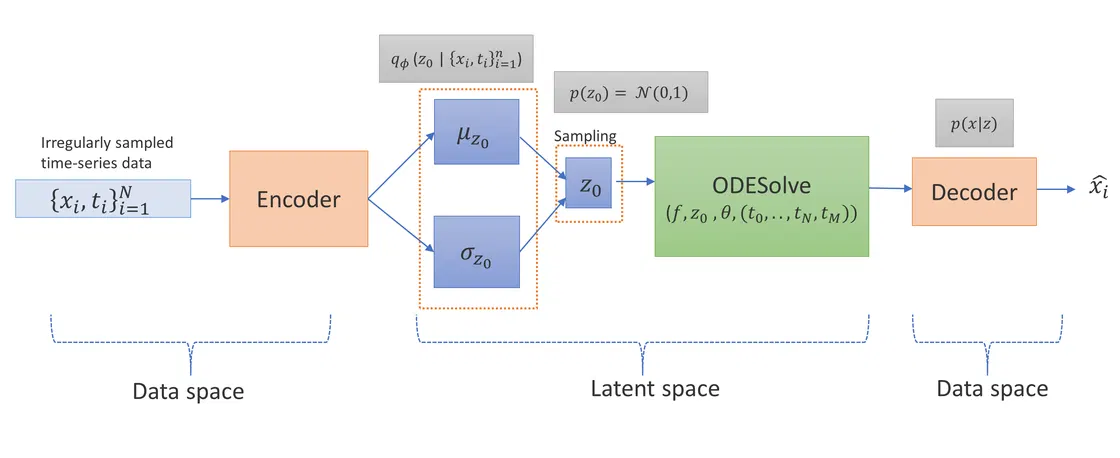 q_ϕ (z_0 | {x_i, t_i}_{i=1}^n)
p(z_0) = 𝒩(0,1)
p(x|z)
Irregularly sampled
time-series data
{x_i, t_i}_{i=1}^N
Encoder
μ_{z_0}
σ_{z_0}
Sampling
z_0
ODESolve
(f, z_0 , θ, (t_0, . . , t_N, t_M))
Decoder
x̂_i
Data space
Latent space
Data space